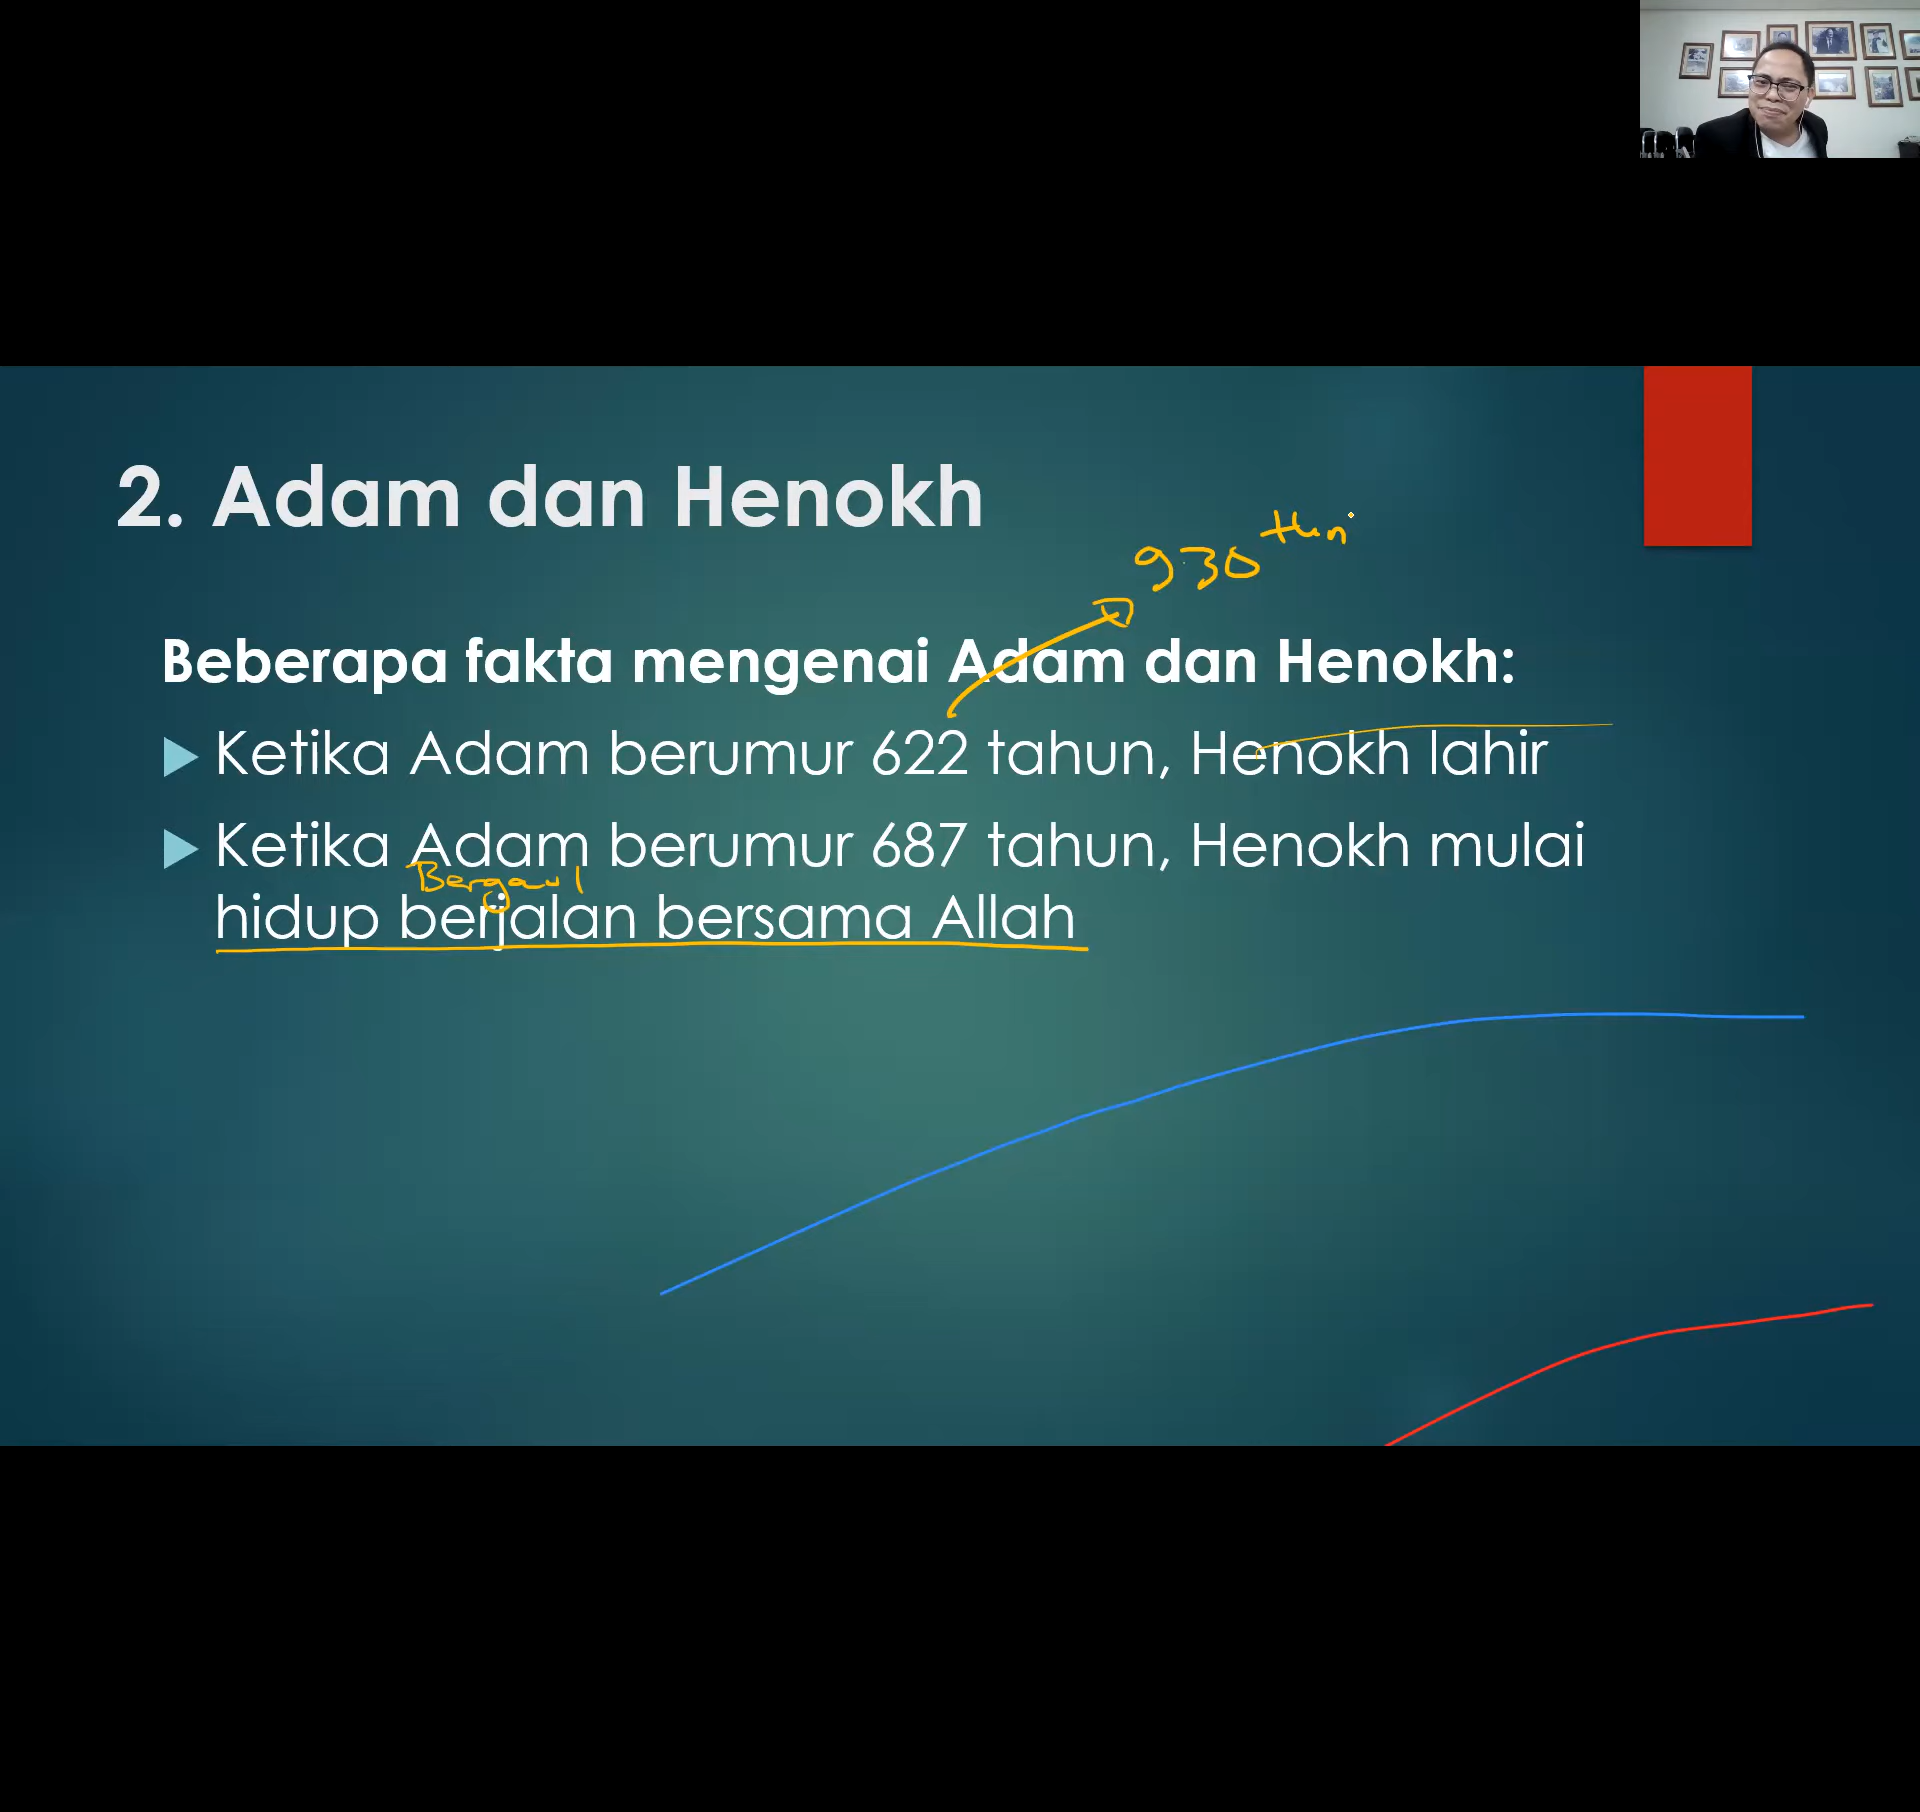 2. Adam dan Henokh
930 thn
Beberapa fakta mengenai Adam dan Henokh:
Ketika Adam berumur 622 tahun, Henokh lahir
Ketika Adam berumur 687 tahun, Henokh mulai
Bergaul
hidup berjalan bersama Allah